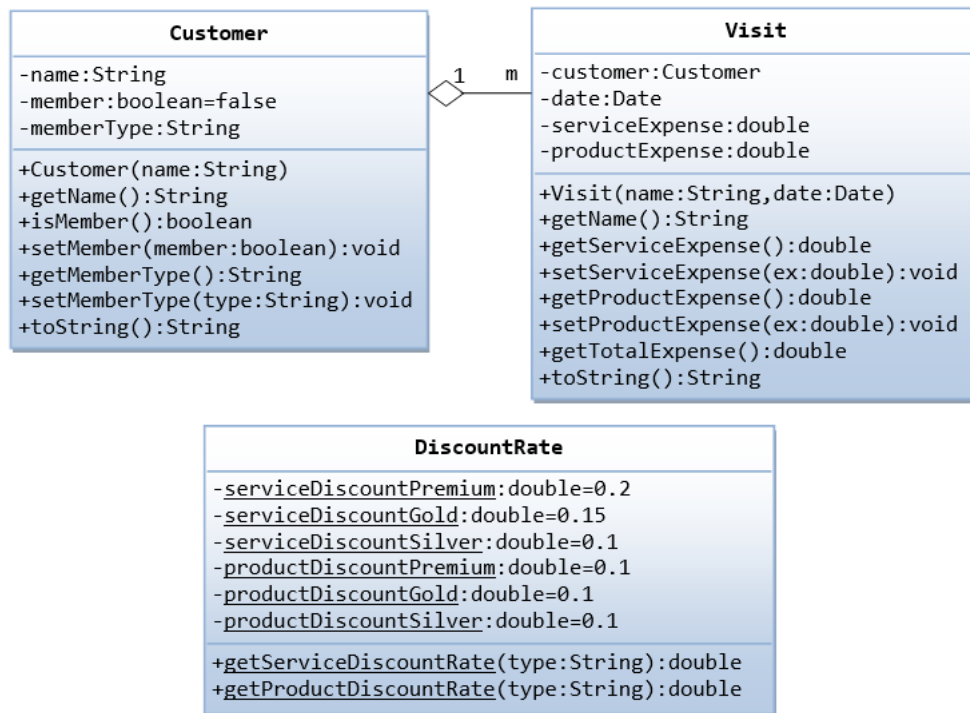 Customer
-name:String
-member:boolean=false
-memberType:String
+Customer(name:String)
+getName():String
+isMember():boolean
+setMember(member:boolean):void
+getMemberType():String
+setMemberType(type:String):void
+toString():String
1 m
Visit
-customer:Customer
-date:Date
-serviceExpense:double
-productExpense:double
+Visit(name:String,date:Date)
+getName():String
+getServiceExpense():double
+setServiceExpense(ex:double):void
+getProductExpense():double
+setProductExpense(ex:double):void
+getTotalExpense():double
+toString():String
DiscountRate
-serviceDiscountPremium:double=0.2
-serviceDiscountGold:double=0.15
-serviceDiscountSilver:double=0.1
-productDiscountPremium:double=0.1
-productDiscountGold:double=0.1
-productDiscountSilver:double=0.1
+getServiceDiscountRate(type:String):double
+getProductDiscountRate(type:String):double